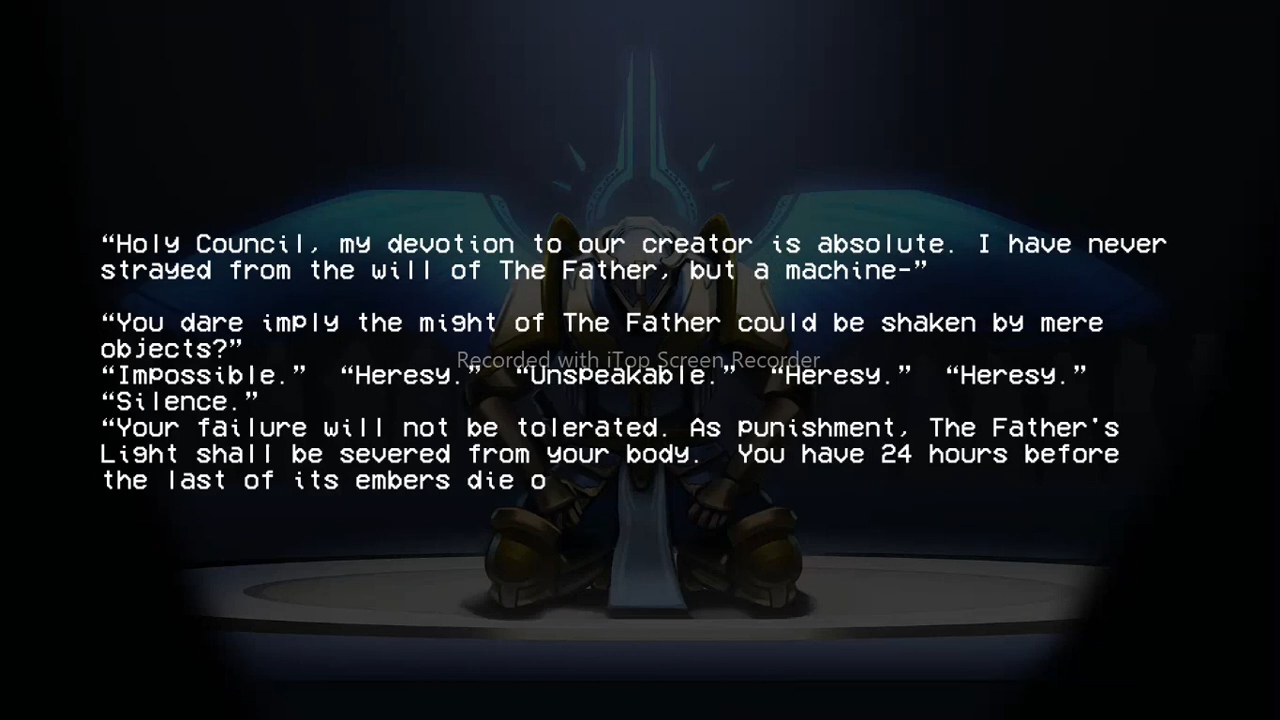 “Holy Council, my devotion to our creator is absolute. I have never
strayed from the will of The Father, but a machine-”
“You dare imply the might of The Father could be shaken by mere
objects?”
Recorded with iTop Screen Recorder
“Impossible.” “Heresy.” “Unspeakable.” “Heresy.” “Heresy.”
“Silence.”
“Your failure will not be tolerated. As punishment, The Father's
Light shall be severed from your body. You have 24 hours before
the last of its embers die o